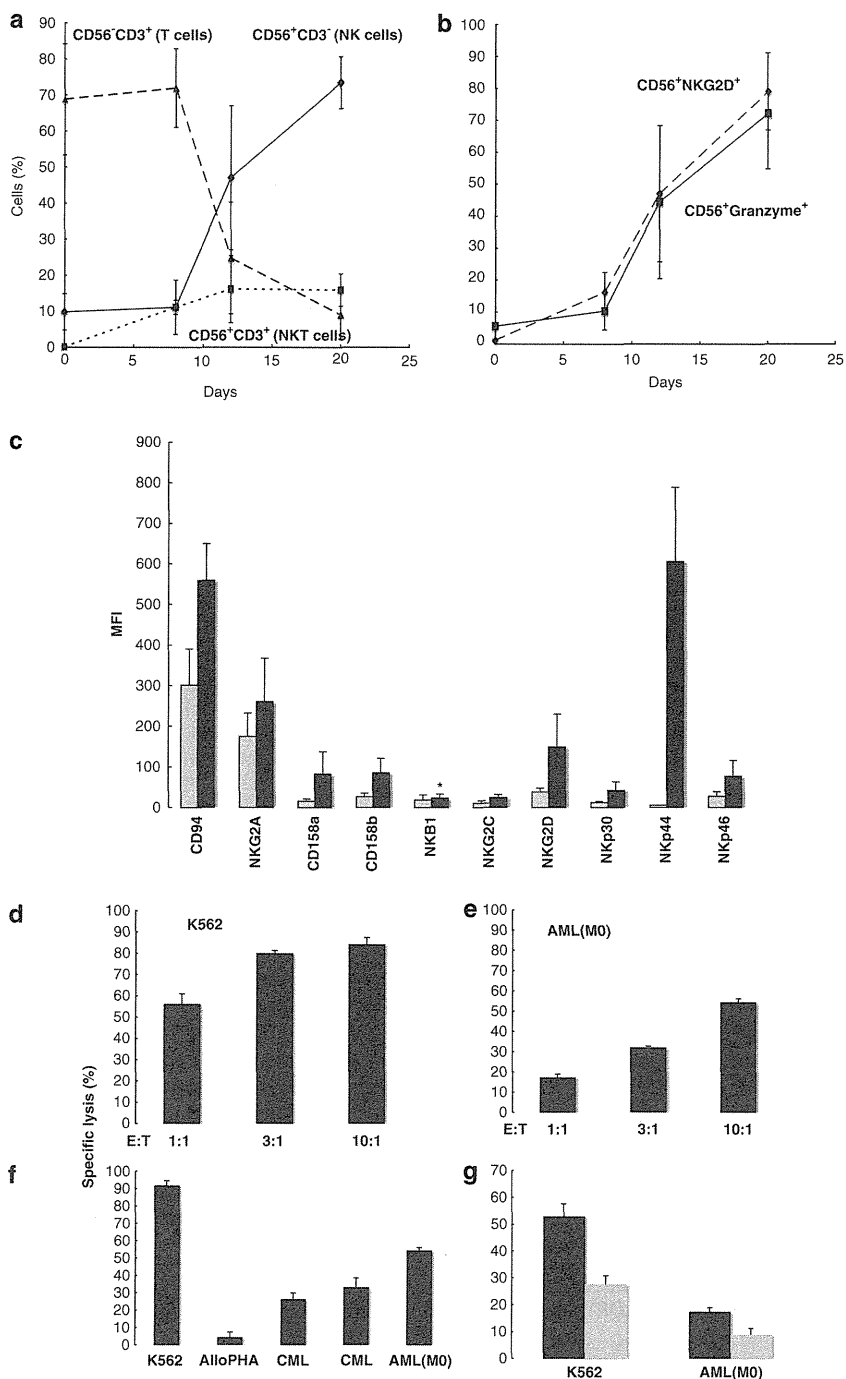 a
CD56⁻CD3⁺ (T cells)
CD56⁺CD3⁻ (NK cells)
90
80
70
60
50
40
30
20
10
0
Cells (%)
CD56⁺CD3⁺ (NKT cells)
0 5 10 15 20 25
Days
b
100
90
80
70
60
50
40
30
20
10
0
CD56⁺NKG2D⁺
CD56⁺Granzyme⁺
0 5 10 15 20 25
Days
c
900
800
700
600
500
400
300
200
100
0
MFI
*
CD94
NKG2A
CD158a
CD158b
NKB1
NKG2C
NKG2D
NKp30
NKp44
NKp46
Specific lysis (%)
d
K562
100
90
80
70
60
50
40
30
20
10
0
E:T 1:1 3:1 10:1
e
AML(M0)
100
90
80
70
60
50
40
30
20
10
0
E:T 1:1 3:1 10:1
f
100
90
80
70
60
50
40
30
20
10
0
K562 AlloPHA CML CML AML(M0)
g
70
60
50
40
30
20
10
0
K562 AML(M0)